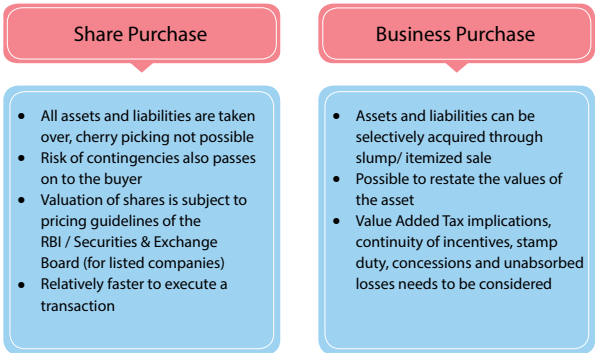 Share Purchase
• All assets and liabilities are taken
over, cherry picking not possible
• Risk of contingencies also passes
on to the buyer
• Valuation of shares is subject to
pricing guidelines of the
RBI / Securities & Exchange
Board (for listed companies)
• Relatively faster to execute a
transaction
Business Purchase
• Assets and liabilities can be
selectively acquired through
slump/ itemized sale
• Possible to restate the values of
the asset
• Value Added Tax implications,
continuity of incentives, stamp
duty, concessions and unabsorbed
losses needs to be considered